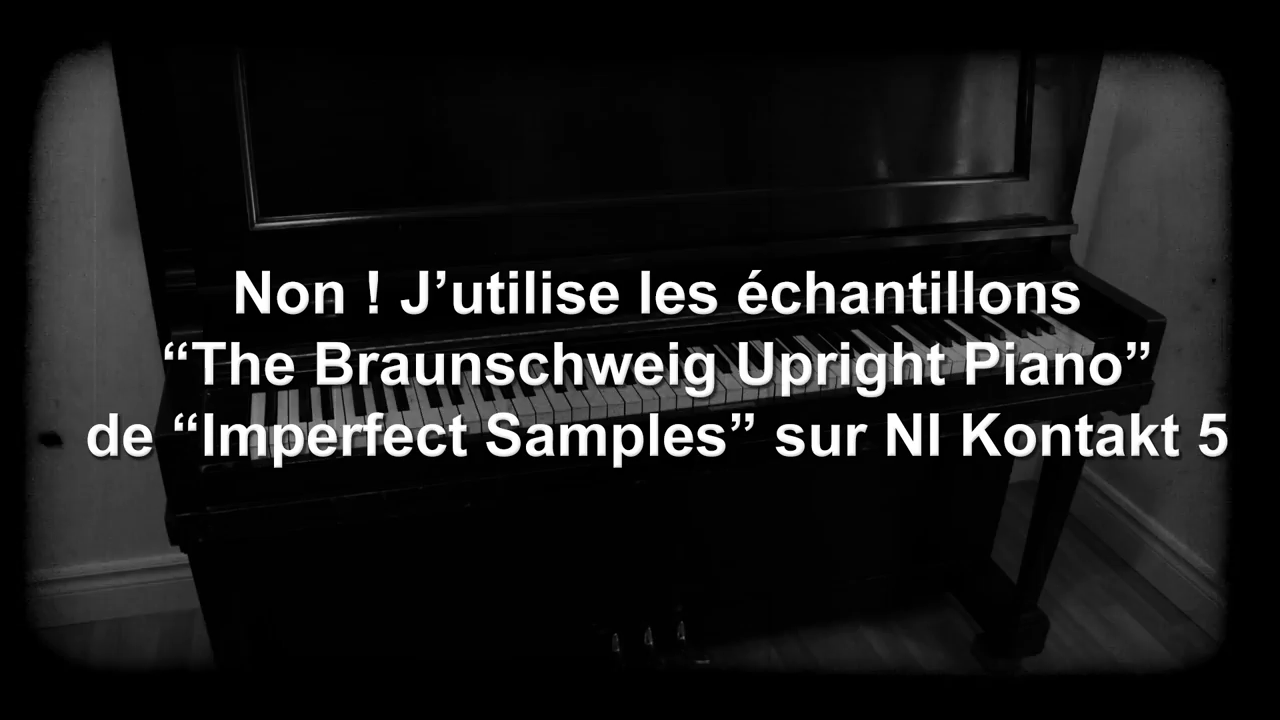 Non ! J’utilise les échantillons
“The Braunschweig Upright Piano”
de “Imperfect Samples” sur NI Kontakt 5